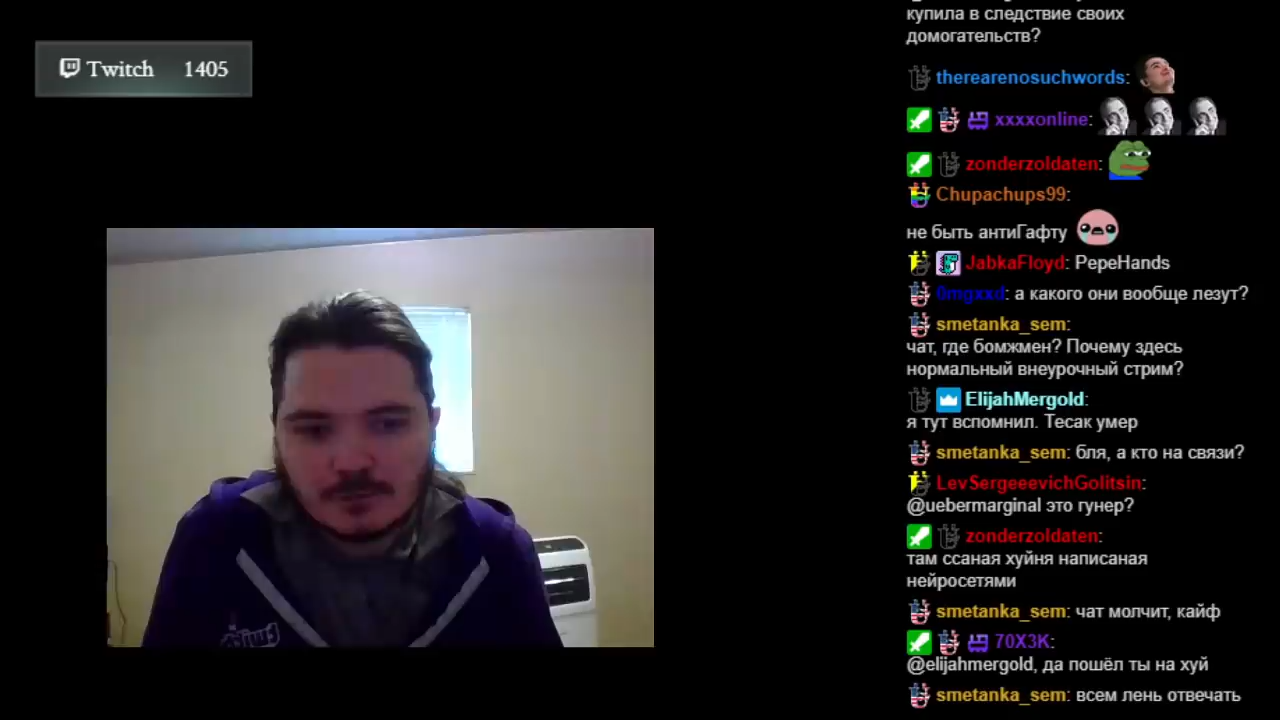 Twitch 1405
купила в следствие своих
домогательств?
therearenosuchwords:
xxxxonline:
zonderzoldaten:
Chupachups99:
не быть антиГафту
JabkaFloyd: PepeHands
0mgxxd: а какого они вообще лезут?
smetanka_sem:
чат, где бомжмен? Почему здесь
нормальный внеурочный стрим?
ElijahMergold:
я тут вспомнил. Тесак умер
smetanka_sem: бля, а кто на связи?
LevSergeeevichGolitsin:
@uebermarginal это гунер?
zonderzoldaten:
там ссаная хуйня написаная
нейросетями
smetanka_sem: чат молчит, кайф
70X3K:
@elijahmergold, да пошёл ты на хуй
smetanka_sem: всем лень отвечать